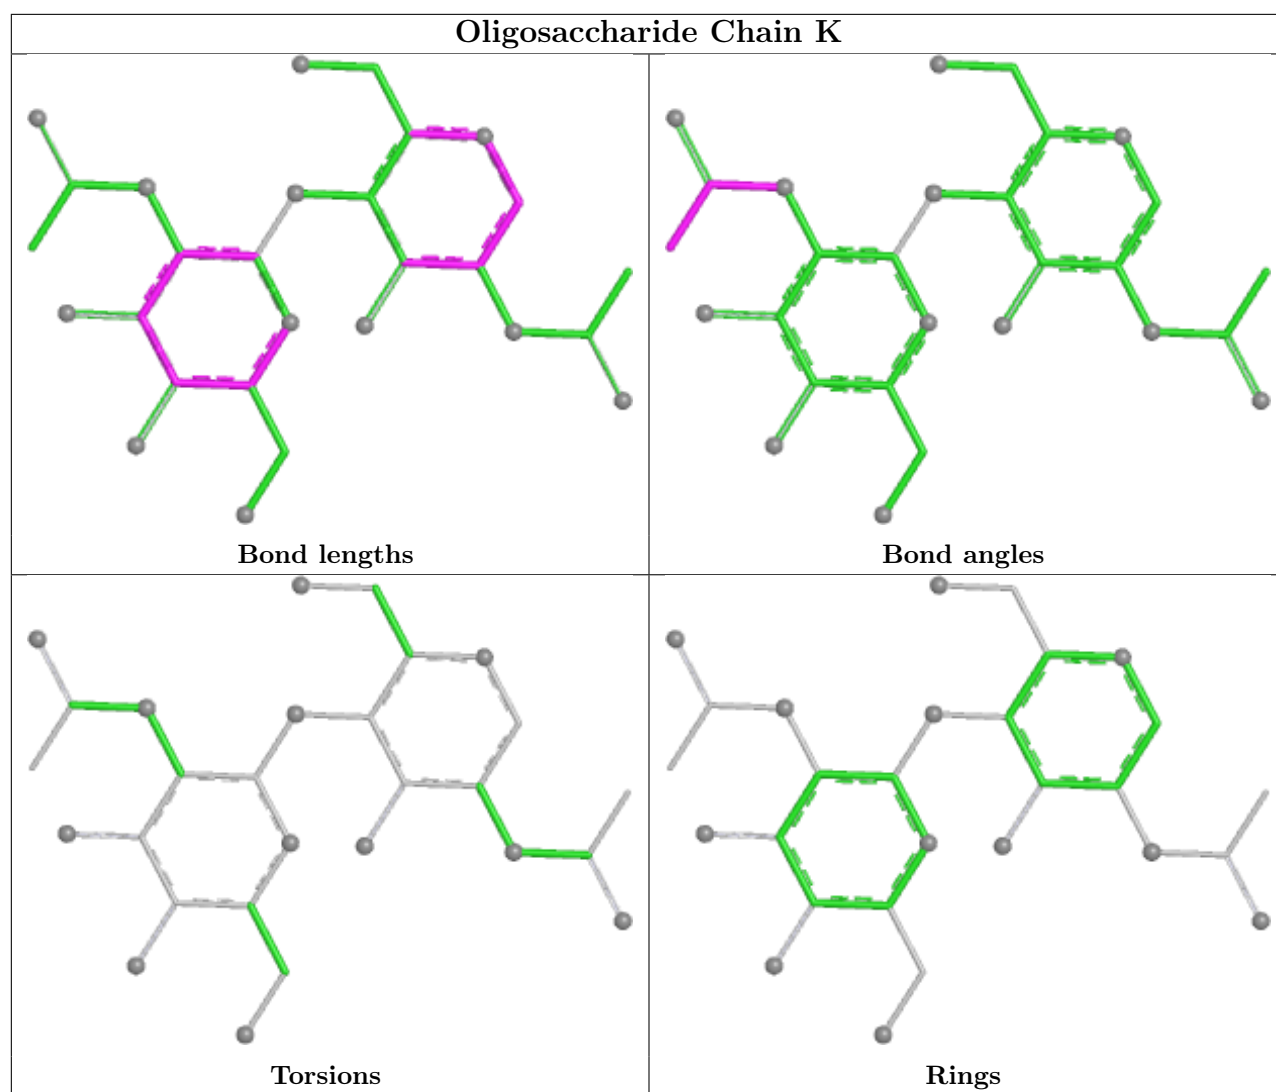 Oligosaccharide Chain K
Bond lengths
Bond angles
Torsions
Rings